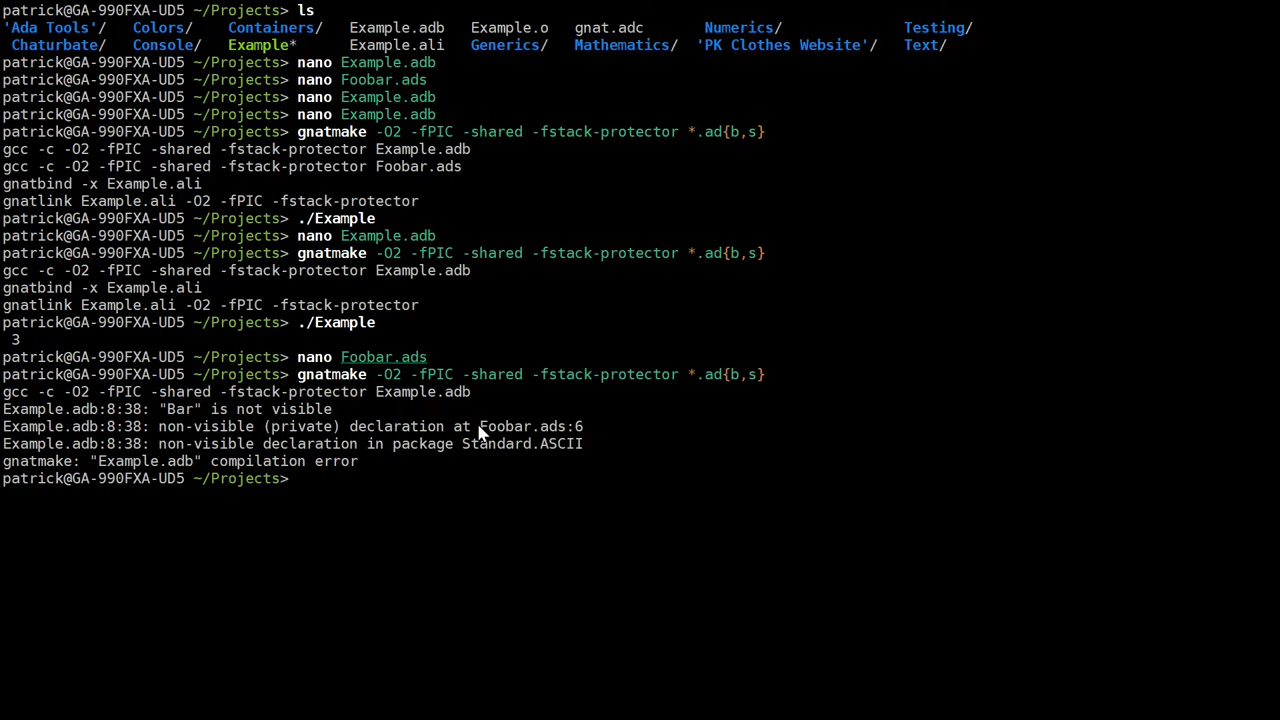 patrick@GA-990FXA-UD5 ~/Projects> ls
'Ada Tools'/   Colors/   Containers/   Example.adb   Example.o   gnat.adc   Numerics/   Testing/
Chaturbate/   Console/   Example*   Example.ali   Generics/   Mathematics/   'PK Clothes Website'/   Text/
patrick@GA-990FXA-UD5 ~/Projects> nano Example.adb
patrick@GA-990FXA-UD5 ~/Projects> nano Foobar.ads
patrick@GA-990FXA-UD5 ~/Projects> nano Example.adb
patrick@GA-990FXA-UD5 ~/Projects> nano Example.adb
patrick@GA-990FXA-UD5 ~/Projects> gnatmake -O2 -fPIC -shared -fstack-protector *.ad{b,s}
gcc -c -O2 -fPIC -shared -fstack-protector Example.adb
gcc -c -O2 -fPIC -shared -fstack-protector Foobar.ads
gnatbind -x Example.ali
gnatlink Example.ali -O2 -fPIC -fstack-protector
patrick@GA-990FXA-UD5 ~/Projects> ./Example
patrick@GA-990FXA-UD5 ~/Projects> nano Example.adb
patrick@GA-990FXA-UD5 ~/Projects> gnatmake -O2 -fPIC -shared -fstack-protector *.ad{b,s}
gcc -c -O2 -fPIC -shared -fstack-protector Example.adb
gnatbind -x Example.ali
gnatlink Example.ali -O2 -fPIC -fstack-protector
patrick@GA-990FXA-UD5 ~/Projects> ./Example
3
patrick@GA-990FXA-UD5 ~/Projects> nano Foobar.ads
patrick@GA-990FXA-UD5 ~/Projects> gnatmake -O2 -fPIC -shared -fstack-protector *.ad{b,s}
gcc -c -O2 -fPIC -shared -fstack-protector Example.adb
Example.adb:8:38: "Bar" is not visible
Example.adb:8:38: non-visible (private) declaration at Foobar.ads:6
Example.adb:8:38: non-visible declaration in package Standard.ASCII
gnatmake: "Example.adb" compilation error
patrick@GA-990FXA-UD5 ~/Projects>